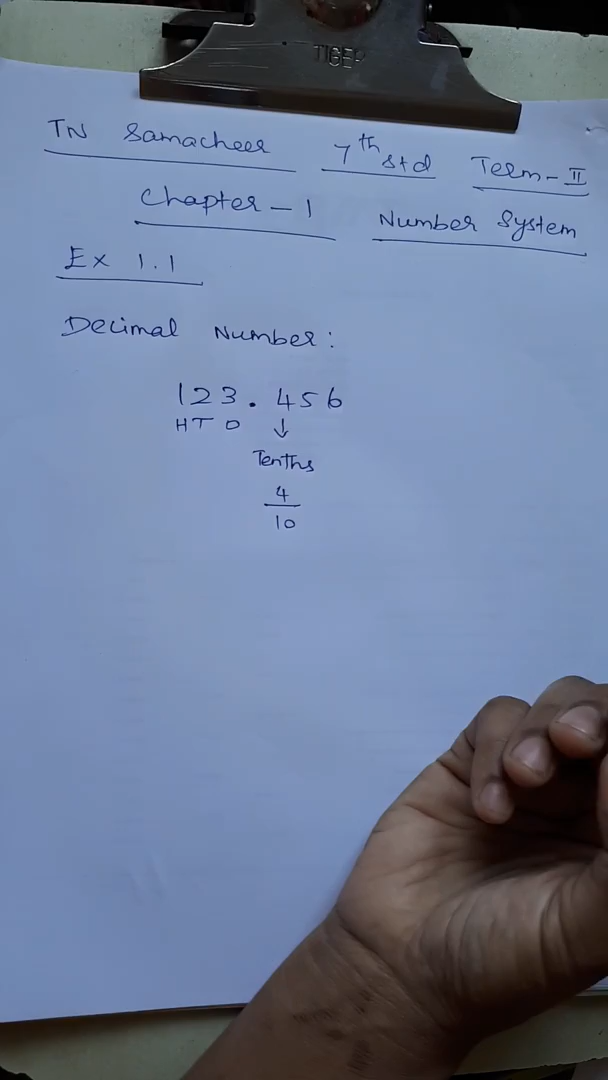 TIGER
TN Samacheer 7th std Term - II
Chapter - 1 Number System
Ex 1.1
Decimal Number :
123 . 456
H T O ↓
Tenths
4
10